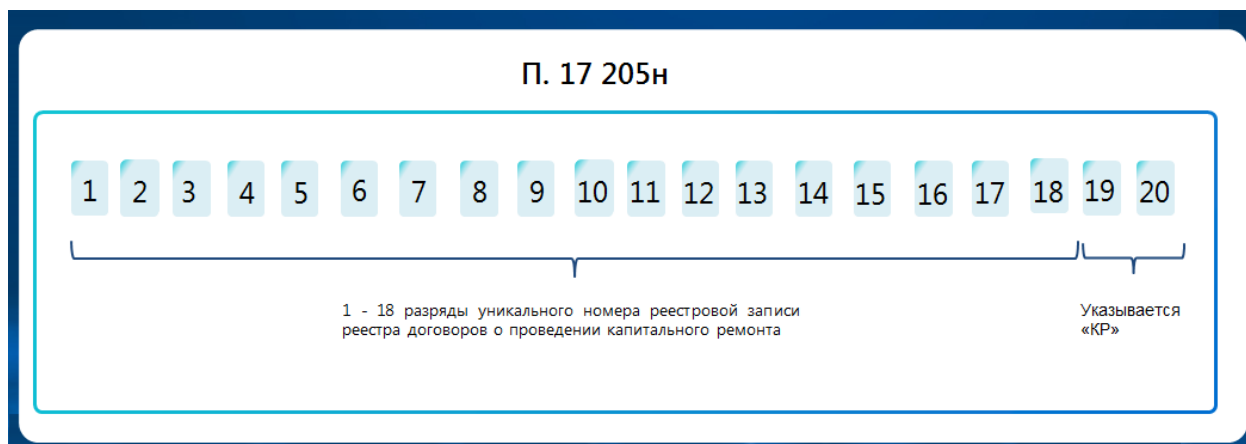 П. 17 205н
1 2 3 4 5 6 7 8 9 10 11 12 13 14 15 16 17 18 19 20
1 - 18 разряды уникального номера реестровой записи
реестра договоров о проведении капитального ремонта
Указывается
«КР»